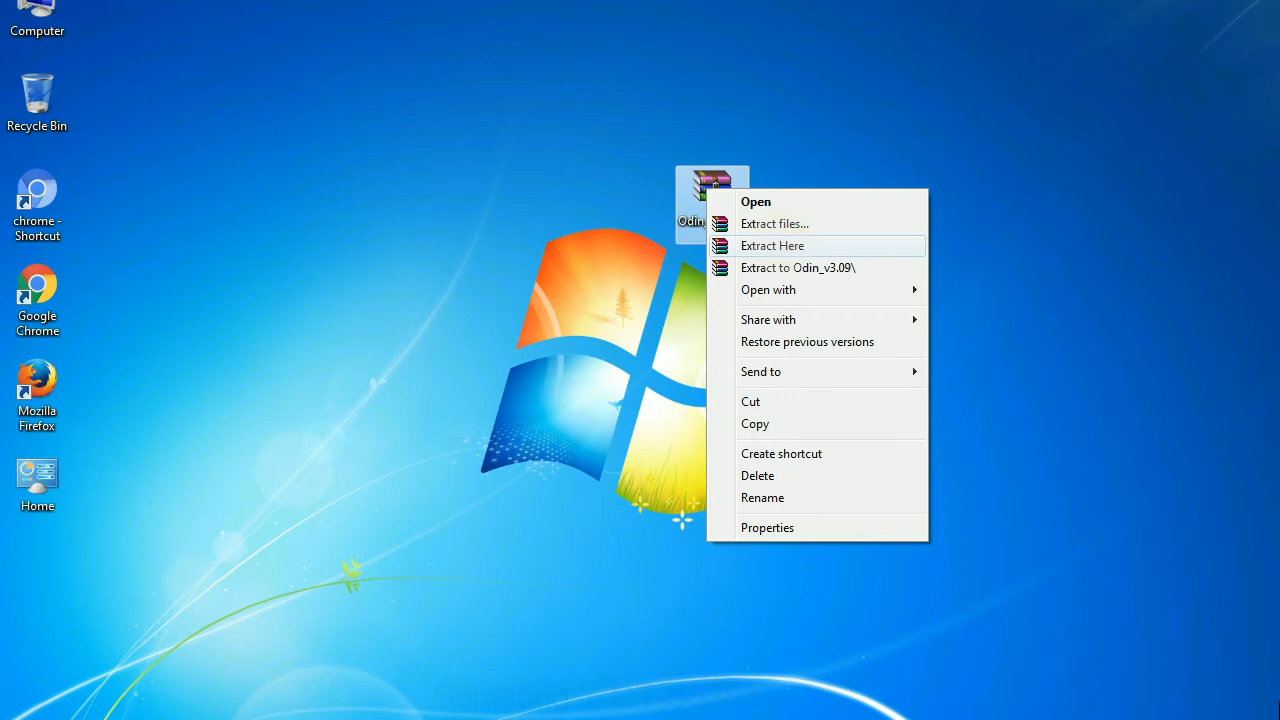 Computer
Recycle Bin
chrome -
Shortcut
Google
Chrome
Mozilla
Firefox
Home
Open
Extract files...
Extract Here
Extract to Odin_v3.09\
Open with
Share with
Restore previous versions
Send to
Cut
Copy
Create shortcut
Delete
Rename
Properties